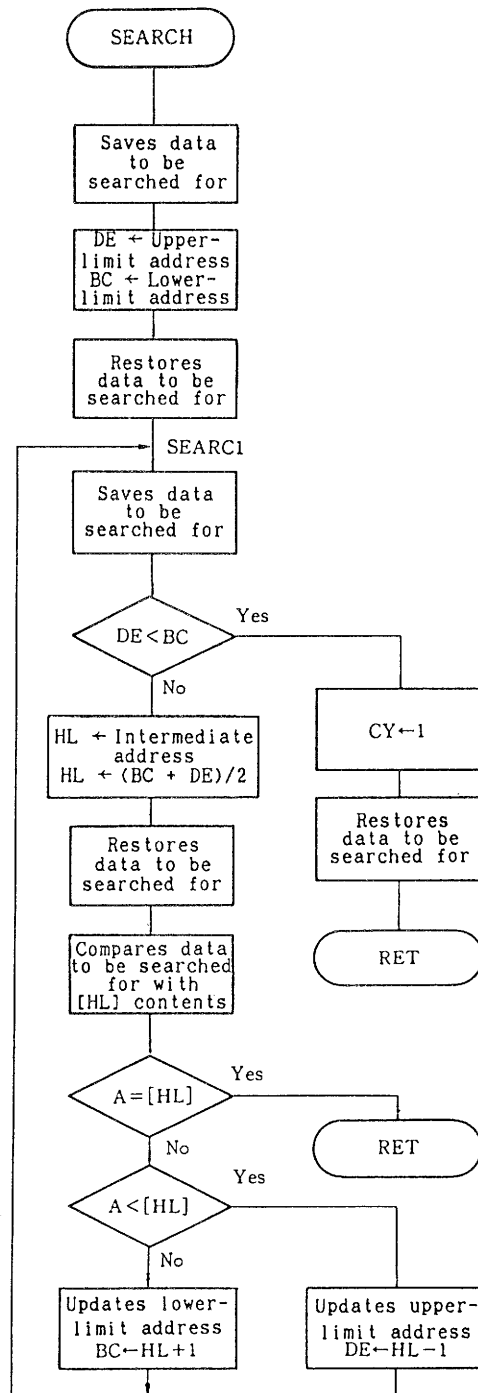 SEARCH
Saves data
to be
searched for
DE ← Upper-
limit address
BC ← Lower-
limit address
Restores
data to be
searched for
SEARC1
Saves data
to be
searched for
DE<BC
Yes
No
HL ← Intermediate
address
HL ← (BC + DE)/2
CY←1
Restores
data to be
searched for
Restores
data to be
searched for
RET
Compares data
to be searched
for with
[HL] contents
A=[HL]
Yes
No
RET
A<[HL]
Yes
No
Updates lower-
limit address
BC←HL+1
Updates upper-
limit address
DE←HL−1